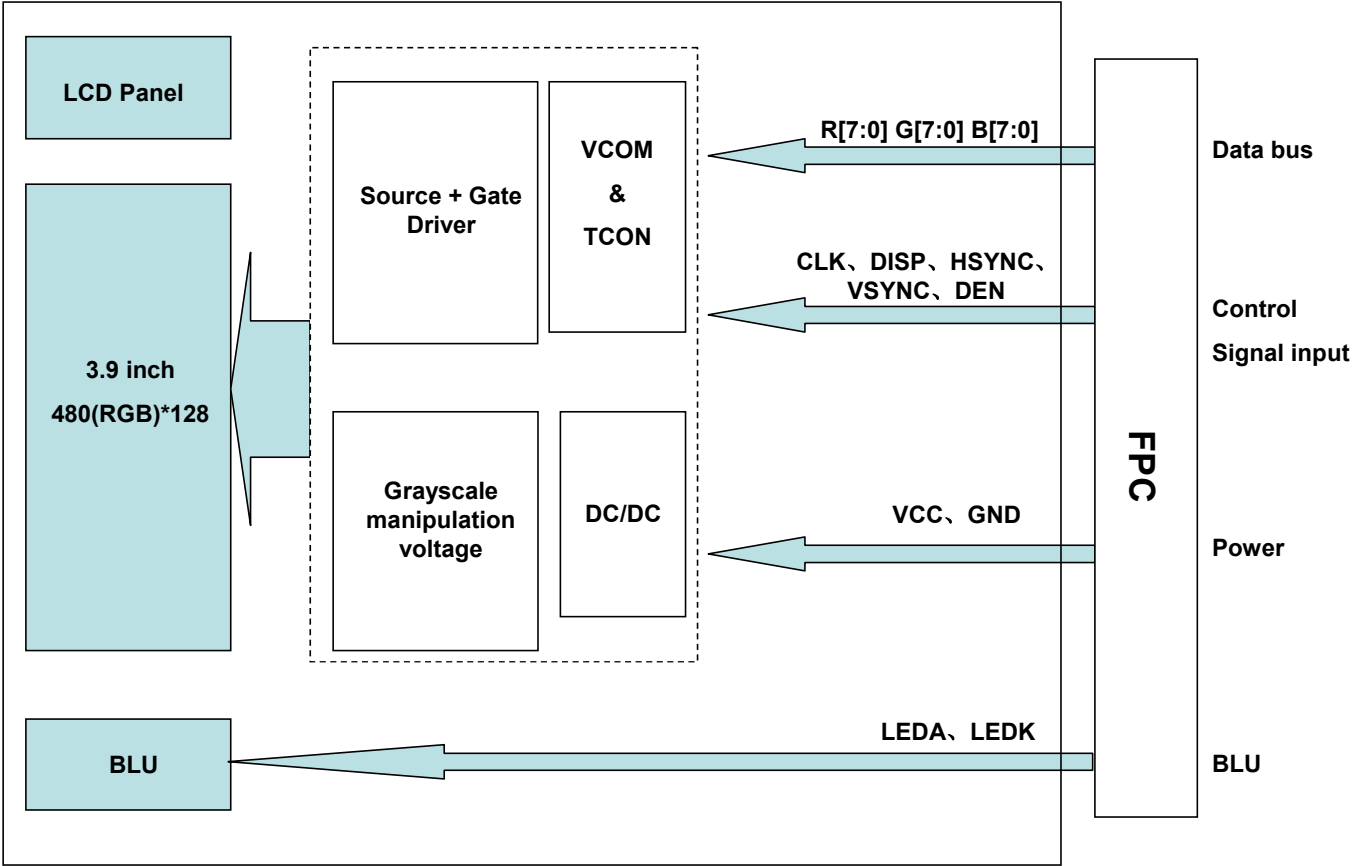 LCD Panel
3.9 inch
480(RGB)*128
BLU
Source + Gate
Driver
VCOM
&
TCON
Grayscale
manipulation
voltage
DC/DC
R[7:0] G[7:0] B[7:0]
CLK、DISP、HSYNC、
VSYNC、DEN
VCC、GND
LEDA、LEDK
FPC
Data bus
Control
Signal input
Power
BLU